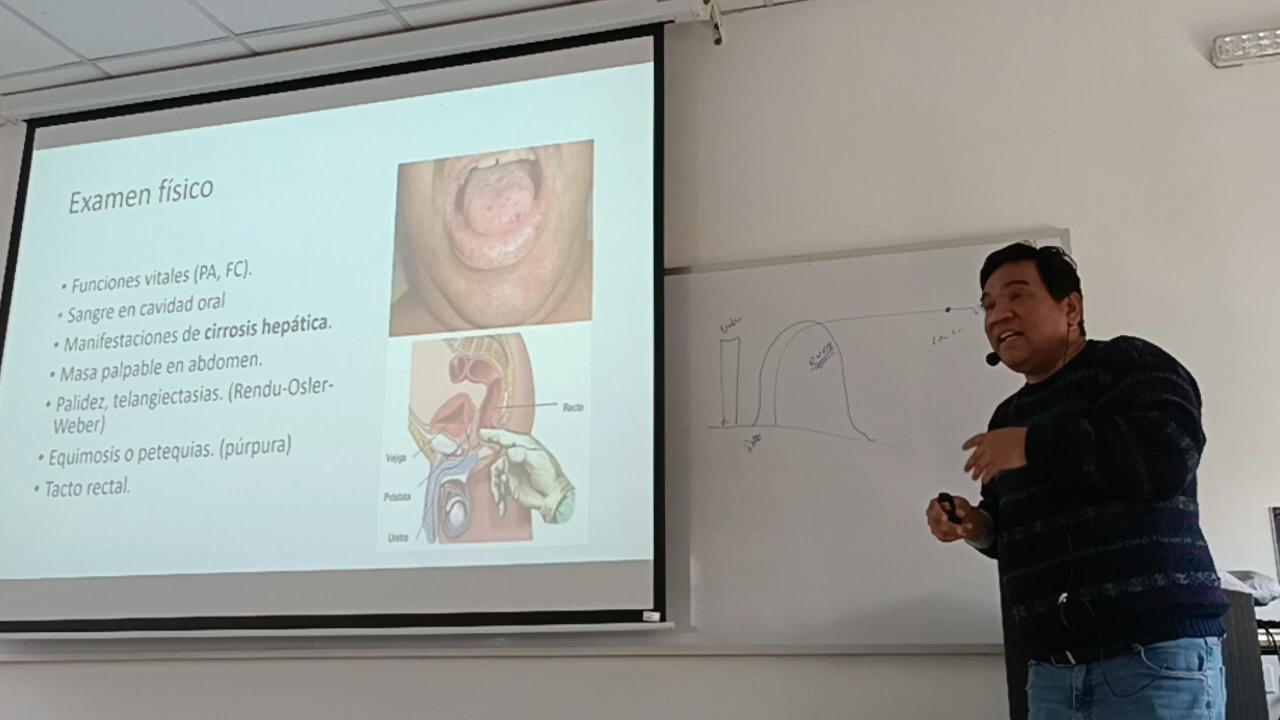 Examen físico
• Funciones vitales (PA, FC).
• Sangre en cavidad oral
• Manifestaciones de cirrosis hepática.
• Masa palpable en abdomen.
• Palidez, telangiectasias. (Rendu-Osler-
Weber)
• Equimosis o petequias. (púrpura)
• Tacto rectal.
Recto
Vejiga
Próstata
Uretra